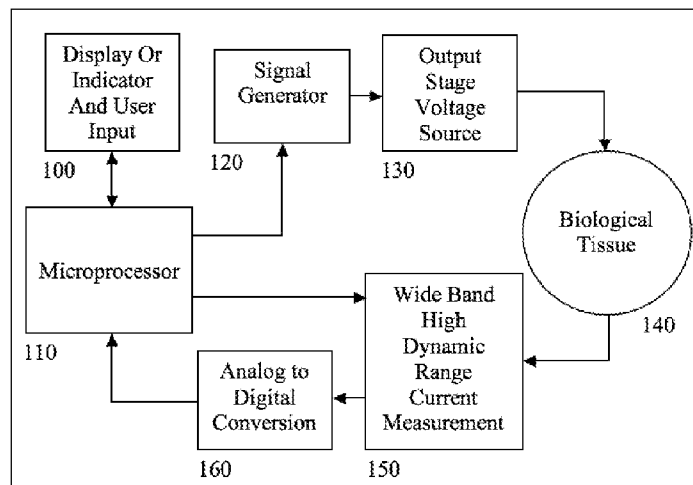 Display Or
Indicator
And User
Input
100
Signal
Generator
120
Output
Stage
Voltage
Source
130
Biological
Tissue
140
Microprocessor
110
Wide Band
High
Dynamic
Range
Current
Measurement
150
Analog to
Digital
Conversion
160